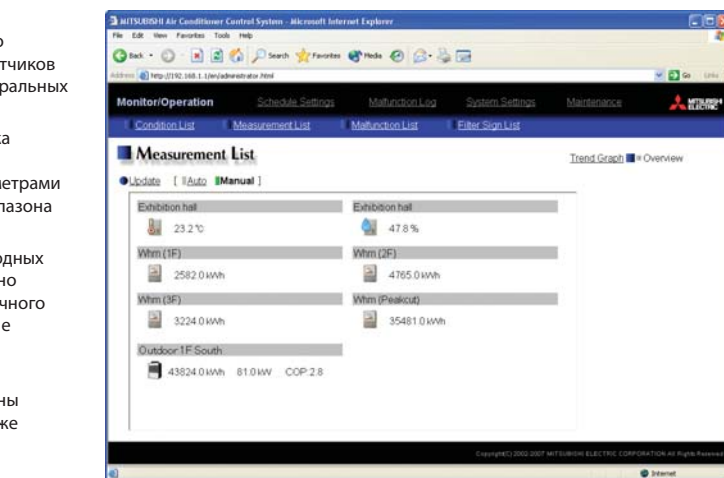 о
тчиков
ральных
ка
метрами
пазона
одных
но
чного
е
ны
же
MITSUBISHI Air Conditioner Control System - Microsoft Internet Explorer
File Edit View Favorites Tools Help
Back Search Favorites Media
Address http://192.168.1.1/en/administrator.html Go Links
Monitor/Operation Schedule Settings Malfunction Log System Settings Maintenance MITSUBISHI ELECTRIC
Condition List Measurement List Malfunction List Filter Sign List
Measurement List Trend Graph Overview
Update [ Auto Manual ]
Exhibition hall Exhibition hall
23.2 °C 47.8 %
Whm (1F) Whm (2F)
2582.0 kWh 4765.0 kWh
Whm (3F) Whm (Peakcut)
3224.0 kWh 35481.0 kWh
Outdoor 1F South
43824.0 kWh 81.0 kW COP:2.8
Copyright(C) 2002-2007 MITSUBISHI ELECTRIC CORPORATION All Rights Reserved
Internet